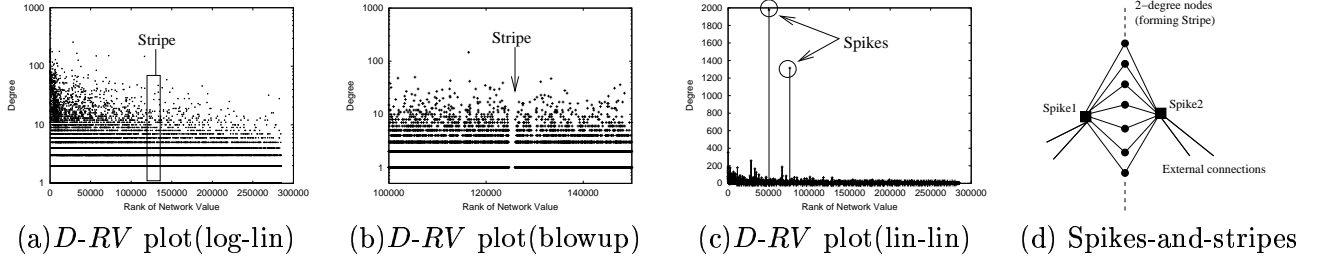 1000
100
10
1
0
50000
100000
150000
200000
250000
300000
Degree
Rank of Network Value
Stripe
(a)D-RV plot(log-lin)
1000
100
10
1
100000
120000
140000
Degree
Rank of Network Value
Stripe
(b)D-RV plot(blowup)
2000
1800
1600
1400
1200
1000
800
600
400
200
0
0
50000
100000
150000
200000
250000
300000
Degree
Rank of Network Value
Spikes
(c)D-RV plot(lin-lin)
2−degree nodes
(forming Stripe)
Spike1
Spike2
External connections
(d) Spikes-and-stripes